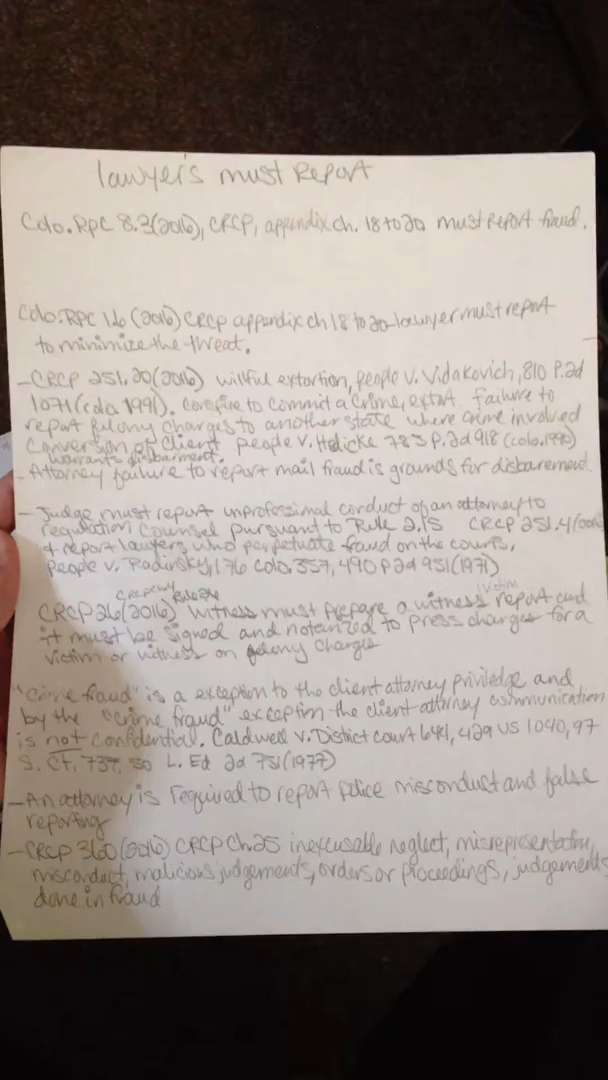 lawyer's must Report
Colo. RPC 8.3(2016), CRCP, appendix ch. 18 to 20 must report fraud.
Colo. RPC 1.6 (2016) CRCP appendix ch 18 to 20 lawyer must report
to minimize the threat.
- CRCP 251.20(2016) willful extortion, people v. Vidakovich, 810 P.2d
1071 (colo 1991). conspire to commit a crime, extort. failure to
report felony charges to another state where crime involved
Conversion of Client people v. 783 P.2d 918 (colo.)
warrants disbarment.
- Attorney failure to report mail fraud is grounds for disbarement.
- Judge must report unprofessional conduct of an attorney to
regulation Counsel pursuant to Rule 2.15 CRCP 251.4
+ report lawyers who perpetuate fraud on the courts.
people v. Radinsky, 176 Colo, 357, 490 P2d 951 (1971)
Rule 26 victim
CRCP 26 (2016) witness must prepare a witness report and
it must be signed and notarized to press charges for a
victim or witness on felony charges
"Crime fraud" is a exception to the client attorney priviledge and
by the "crime fraud" exception the client-attorney communication
is not confidential. Caldwell v. District court 641, 429 US 1040, 97
S. Ct. 737, 50 L. Ed 2d 751 (1977)
- An attorney is required to report police misconduct and false
reporting
- CRCP 360 (2016) CRCP Ch 25 inexcusable neglect, misrepresentation,
misconduct, malicious judgements, orders or proceedings, judgements
done in fraud